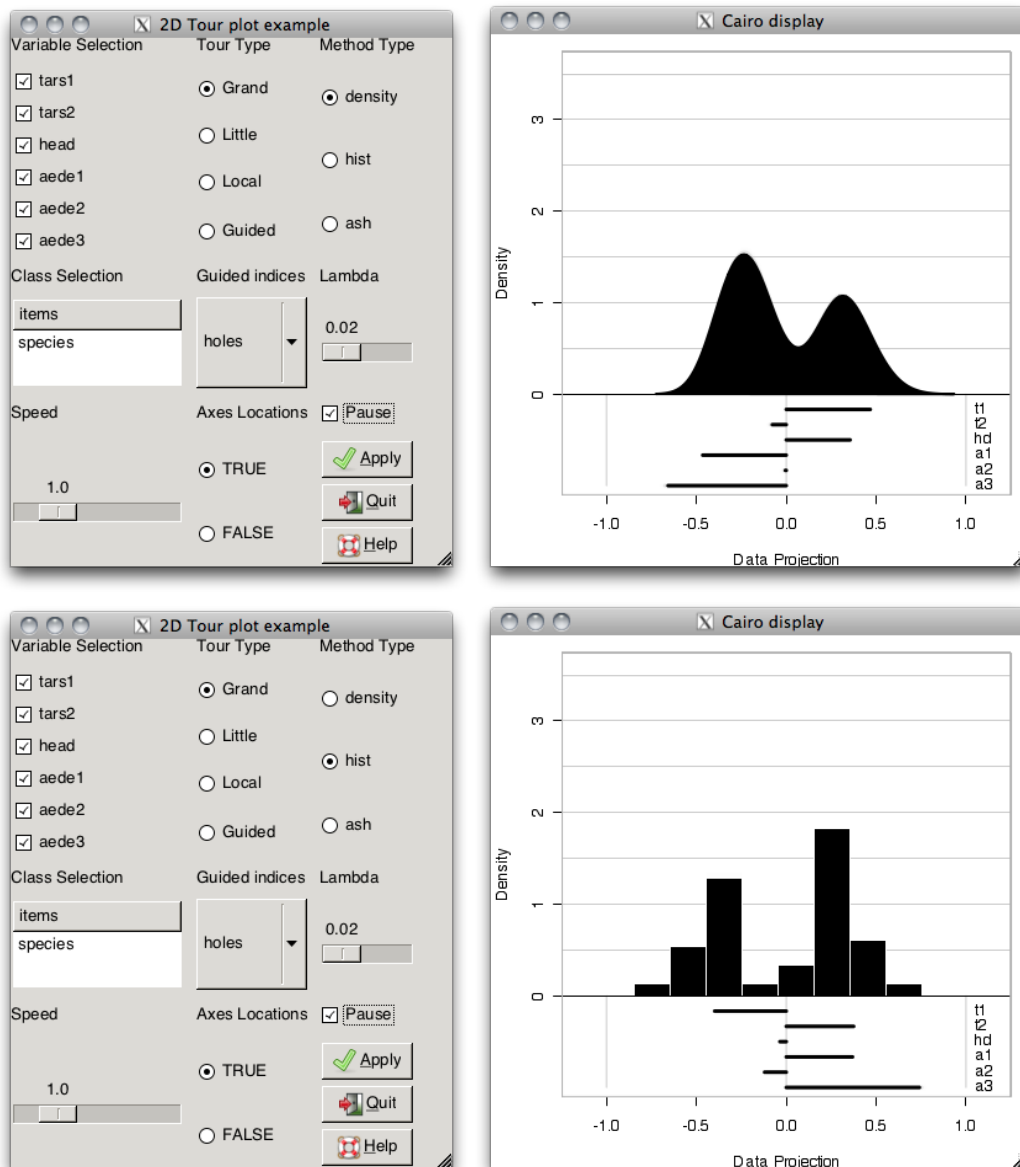 2D Tour plot example
Variable Selection Tour Type Method Type
tars1
tars2
head
aede1
aede2
aede3
Grand
Little
Local
Guided
density
hist
ash
Class Selection Guided indices Lambda
items
species
holes
0.02
Speed Axes Locations Pause
1.0
TRUE
FALSE
Apply
Quit
Help
Cairo display
Density
3
2
1
0
t1
t2
hd
a1
a2
a3
-1.0 -0.5 0.0 0.5 1.0
Data Projection
2D Tour plot example
Variable Selection Tour Type Method Type
tars1
tars2
head
aede1
aede2
aede3
Grand
Little
Local
Guided
density
hist
ash
Class Selection Guided indices Lambda
items
species
holes
0.02
Speed Axes Locations Pause
1.0
TRUE
FALSE
Apply
Quit
Help
Cairo display
Density
3
2
1
0
t1
t2
hd
a1
a2
a3
-1.0 -0.5 0.0 0.5 1.0
Data Projection